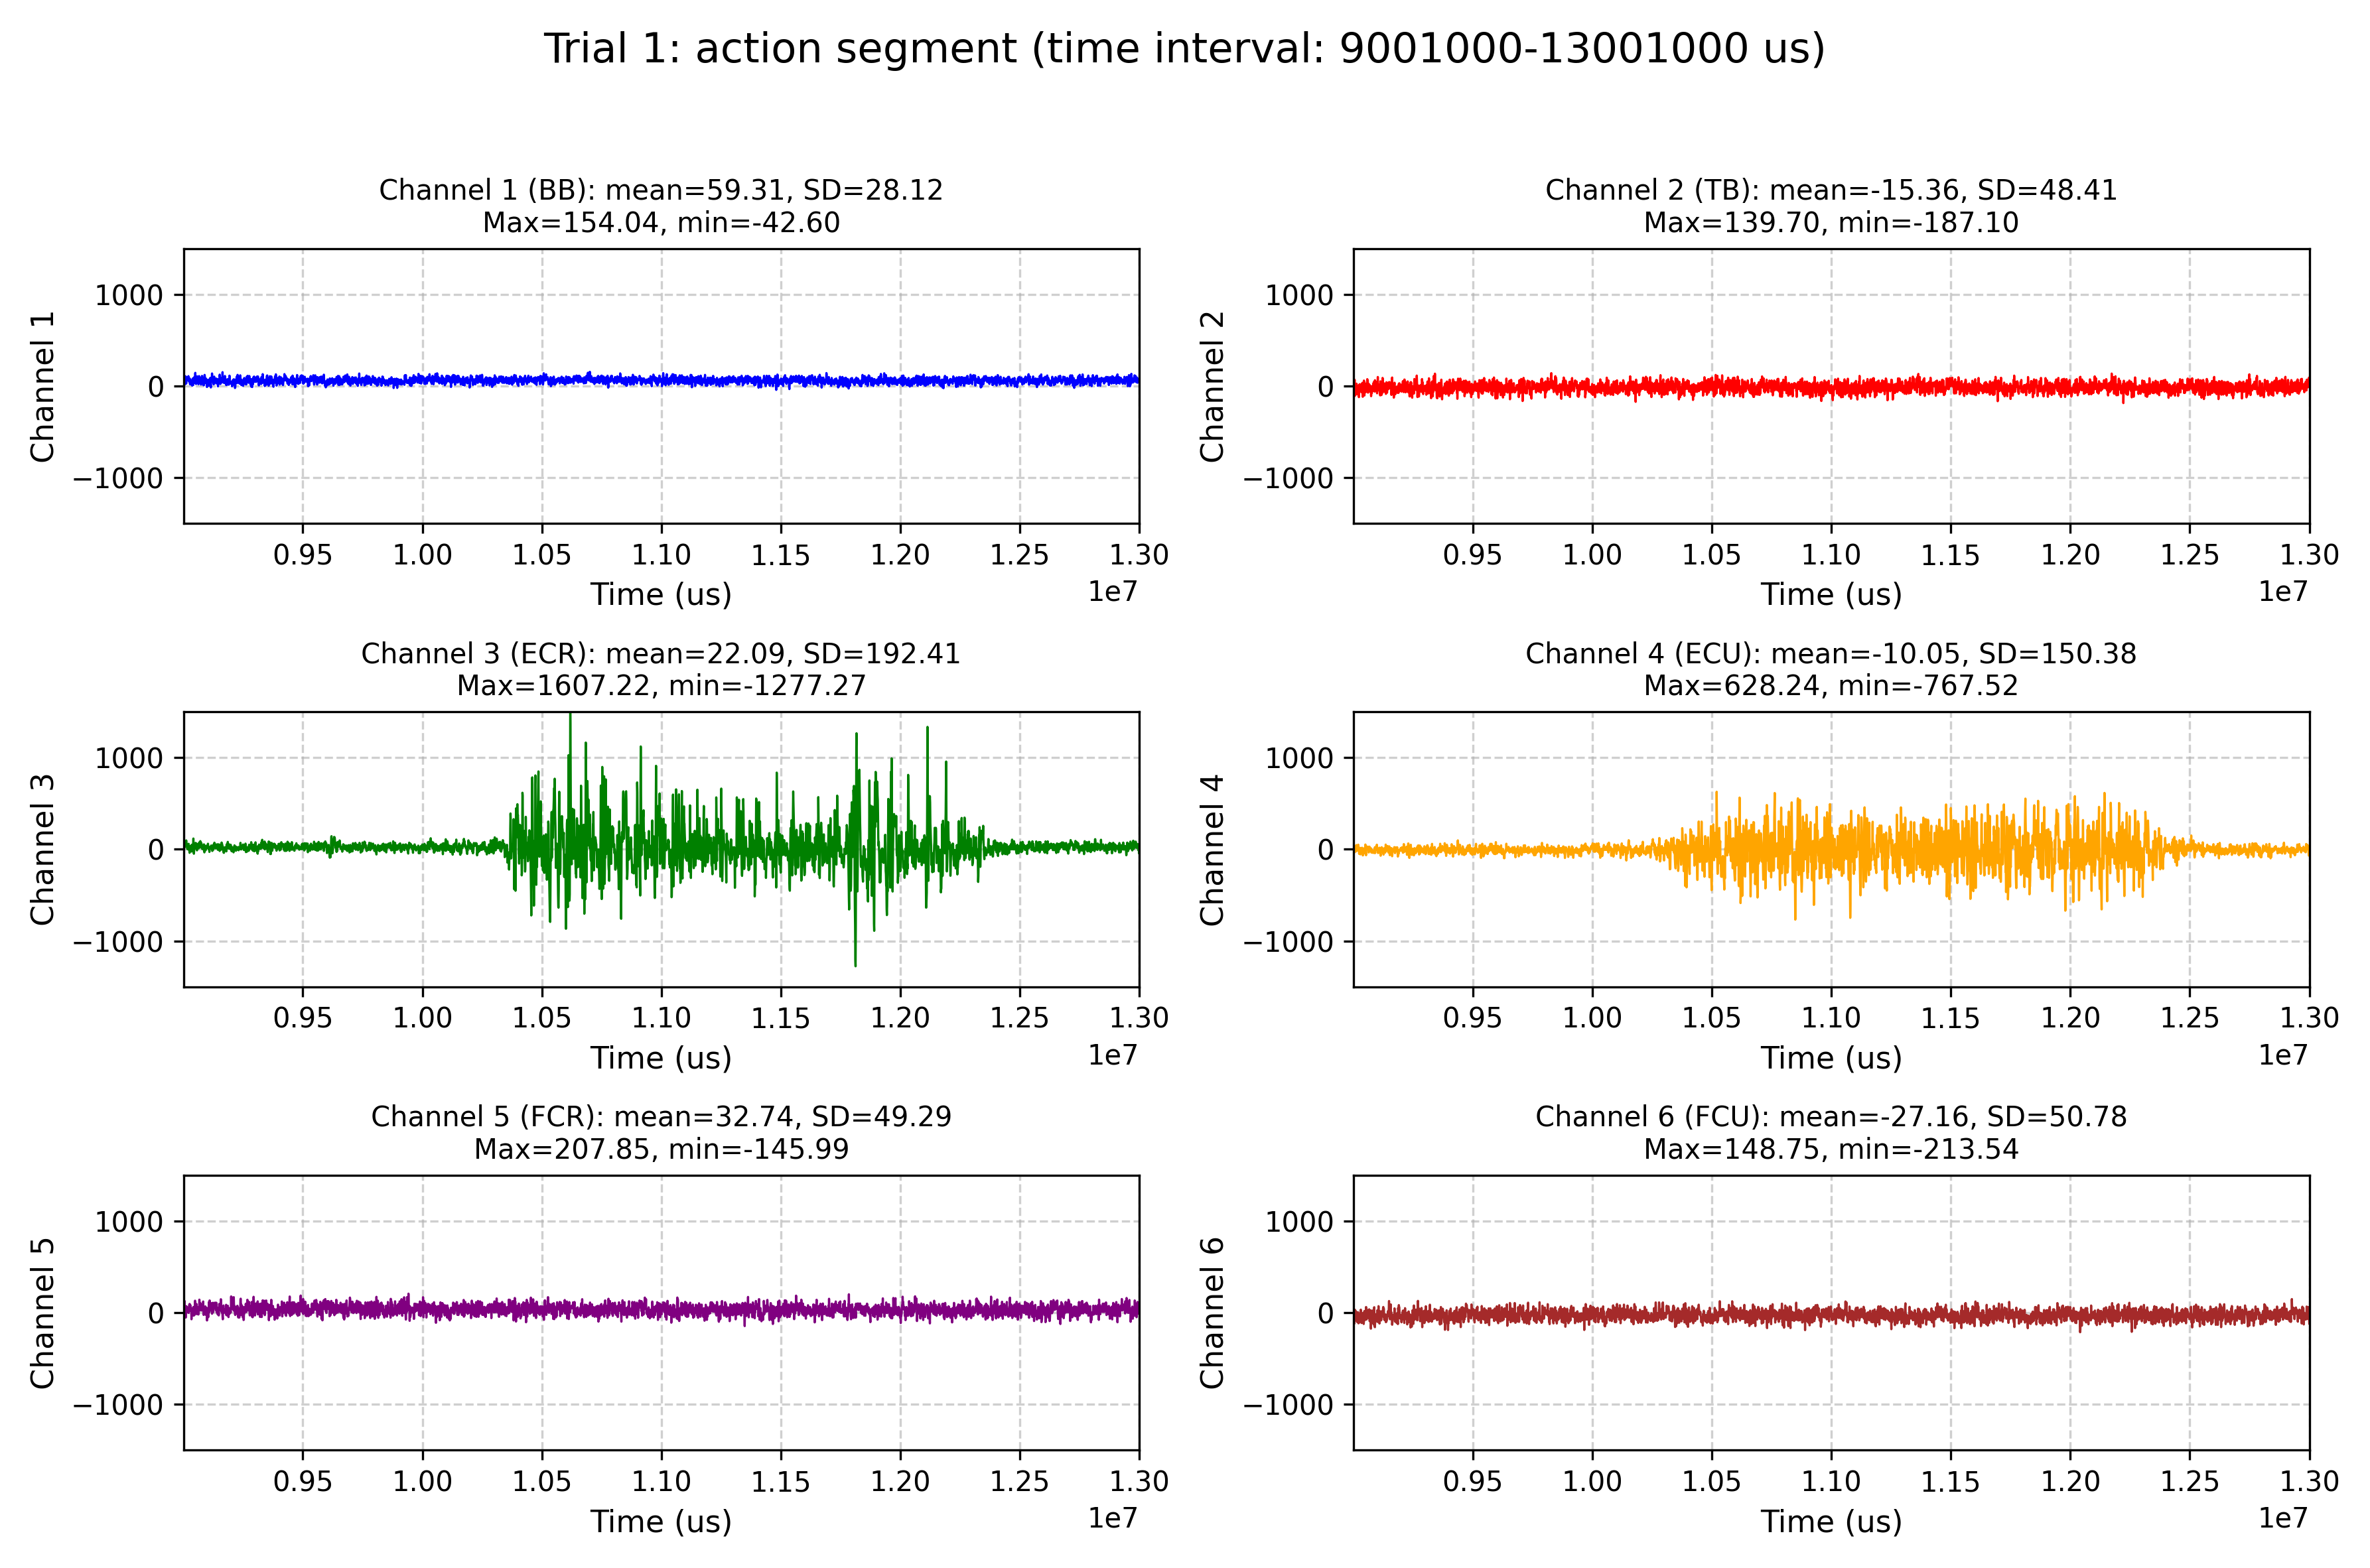 Trial 1: action segment (time interval: 9001000-13001000 us)
Channel 1 (BB): mean=59.31, SD=28.12
Max=154.04, min=-42.60
Channel 1
1000
0
−1000
0.95 1.00 1.05 1.10 1.15 1.20 1.25 1.30
Time (us)
1e7
Channel 2 (TB): mean=-15.36, SD=48.41
Max=139.70, min=-187.10
Channel 2
1000
0
−1000
0.95 1.00 1.05 1.10 1.15 1.20 1.25 1.30
Time (us)
1e7
Channel 3 (ECR): mean=22.09, SD=192.41
Max=1607.22, min=-1277.27
Channel 3
1000
0
−1000
0.95 1.00 1.05 1.10 1.15 1.20 1.25 1.30
Time (us)
1e7
Channel 4 (ECU): mean=-10.05, SD=150.38
Max=628.24, min=-767.52
Channel 4
1000
0
−1000
0.95 1.00 1.05 1.10 1.15 1.20 1.25 1.30
Time (us)
1e7
Channel 5 (FCR): mean=32.74, SD=49.29
Max=207.85, min=-145.99
Channel 5
1000
0
−1000
0.95 1.00 1.05 1.10 1.15 1.20 1.25 1.30
Time (us)
1e7
Channel 6 (FCU): mean=-27.16, SD=50.78
Max=148.75, min=-213.54
Channel 6
1000
0
−1000
0.95 1.00 1.05 1.10 1.15 1.20 1.25 1.30
Time (us)
1e7